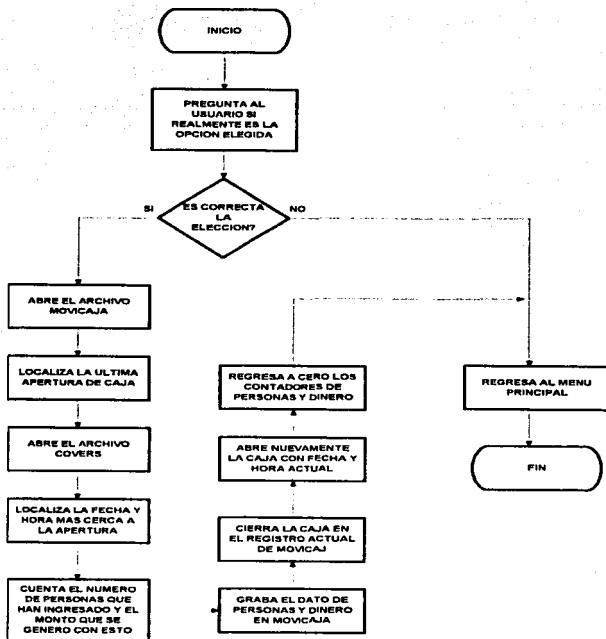 INICIO
PREGUNTA AL
USUARIO SI
REALMENTE ES LA
OPCION ELEGIDA
SI
ES CORRECTA
LA
ELECCION?
NO
ABRE EL ARCHIVO
MOVICAJA
LOCALIZA LA ULTIMA
APERTURA DE CAJA
ABRE EL ARCHIVO
COVERS
LOCALIZA LA FECHA Y
HORA MAS CERCA A
LA APERTURA
CUENTA EL NUMERO
DE PERSONAS QUE
HAN INGRESADO Y EL
MONTO QUE SE
GENERO CON ESTO
GRABA EL DATO DE
PERSONAS Y DINERO
EN MOVICAJA
CIERRA LA CAJA EN
EL REGISTRO ACTUAL
DE MOVICAJ
ABRE NUEVAMENTE
LA CAJA CON FECHA Y
HORA ACTUAL
REGRESA A CERO LOS
CONTADORES DE
PERSONAS Y DINERO
REGRESA AL MENU
PRINCIPAL
FIN